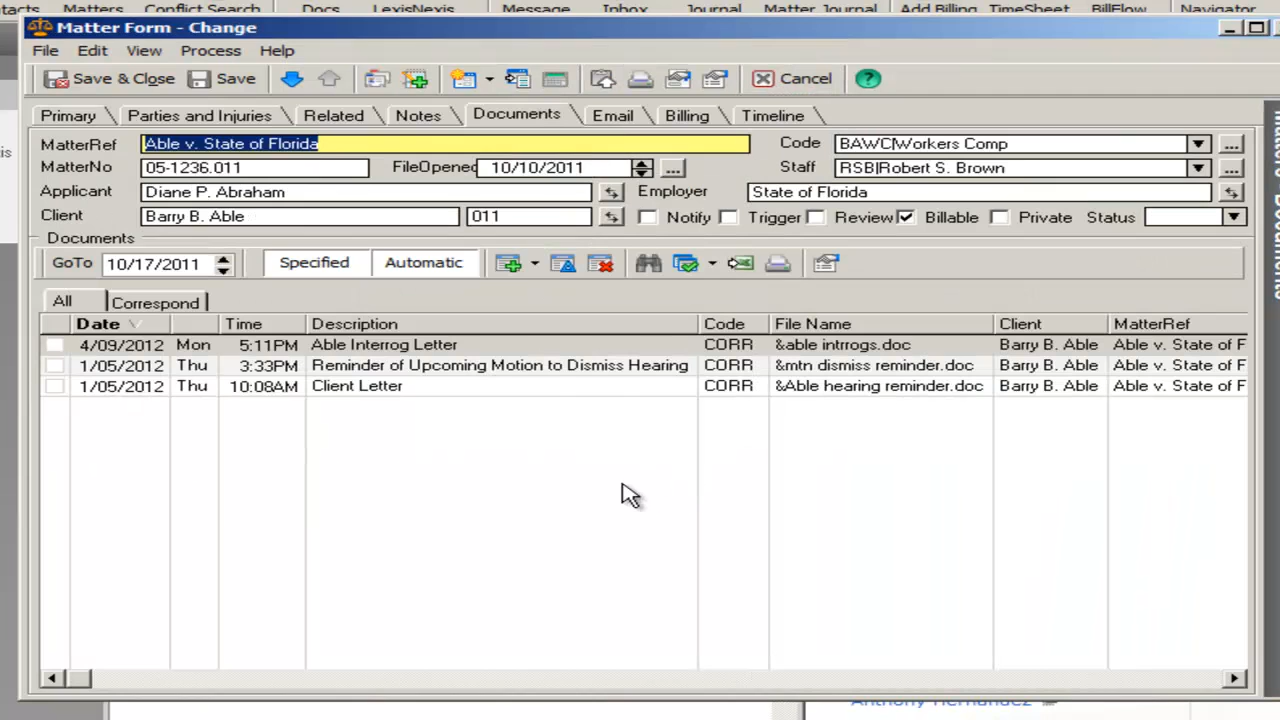 tacts Matters Conflict Search Docs LexisNexis Message Inbox Journal Matter Journal Add Billing TimeSheet BillFlow Navigator
Matter Form - Change
File Edit View Process Help
Save & Close Save Cancel
Primary Parties and Injuries Related Notes Documents Email Billing Timeline
MatterRef Able v. State of Florida Code BAWC|Workers Comp
MatterNo 05-1236.011 FileOpened 10/10/2011 Staff RSB|Robert S. Brown
Applicant Diane P. Abraham Employer State of Florida
Client Barry B. Able 011 Notify Trigger Review Billable Private Status
Documents
GoTo 10/17/2011 Specified Automatic
All Correspond
Date Time Description Code File Name Client MatterRef
4/09/2012 Mon 5:11PM Able Interrog Letter CORR &able intrrogs.doc Barry B. Able Able v. State of F
1/05/2012 Thu 3:33PM Reminder of Upcoming Motion to Dismiss Hearing CORR &mtn dismiss reminder.doc Barry B. Able Able v. State of F
1/05/2012 Thu 10:08AM Client Letter CORR &Able hearing reminder.doc Barry B. Able Able v. State of F
Anthony Hernandez